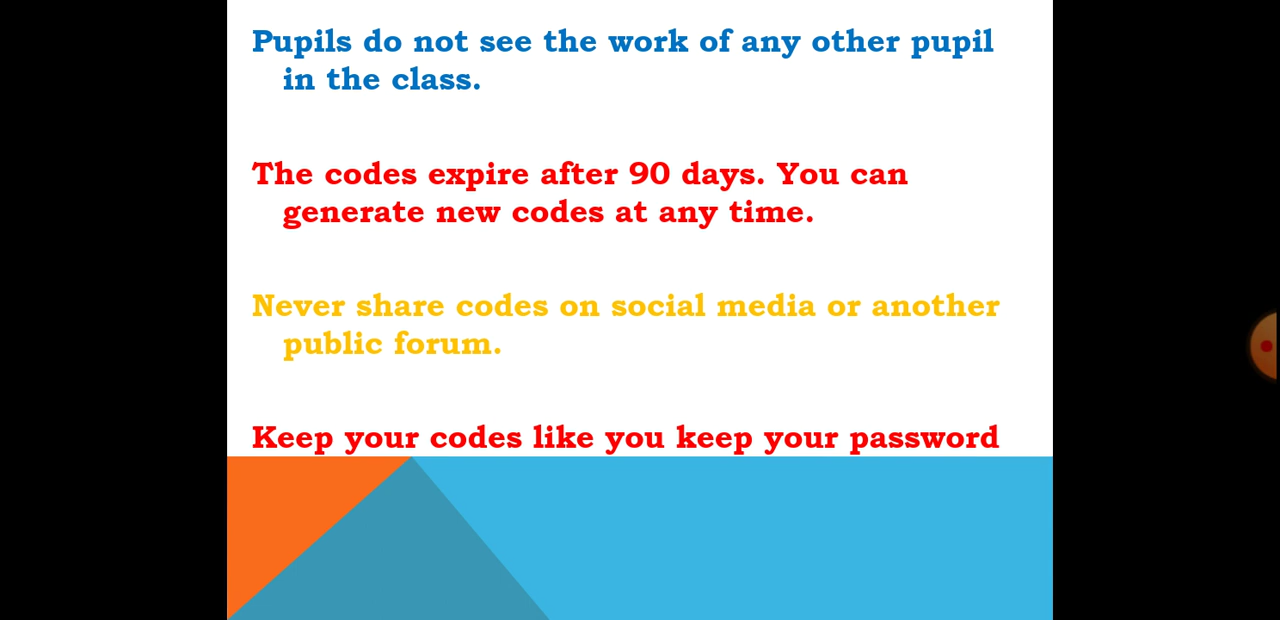 Pupils do not see the work of any other pupil
in the class.
The codes expire after 90 days. You can
generate new codes at any time.
Never share codes on social media or another
public forum.
Keep your codes like you keep your password